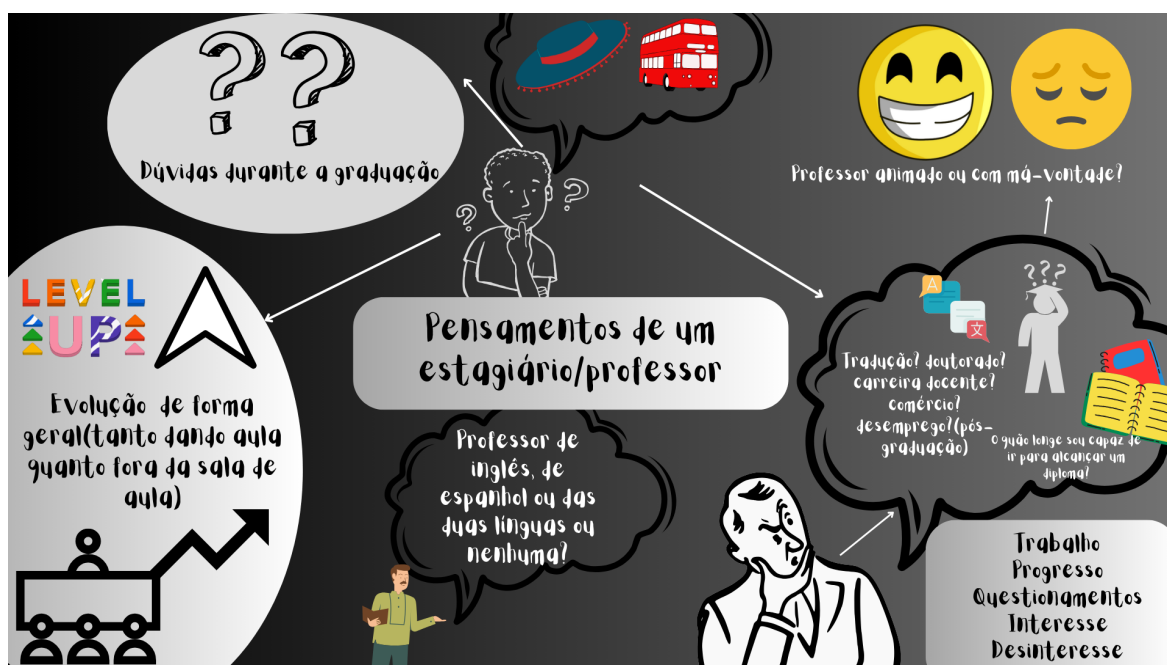 ??
Dúvidas durante a graduação
? ?
Professor animado ou com má-vontade?
LEVEL
UP
Evolução de forma
geral(tanto dando aula
quanto fora da sala de
aula)
Pensamentos de um
estagiário/professor
Professor de
inglês, de
espanhol ou das
duas línguas ou
nenhuma?
A
文
???
Tradução? doutorado?
carreira docente?
comércio?
desemprego?(pós-
graduação)
O quão longe sou capaz de
ir para alcançar um
diploma?
Trabalho
Progresso
Questionamentos
Interesse
Desinteresse